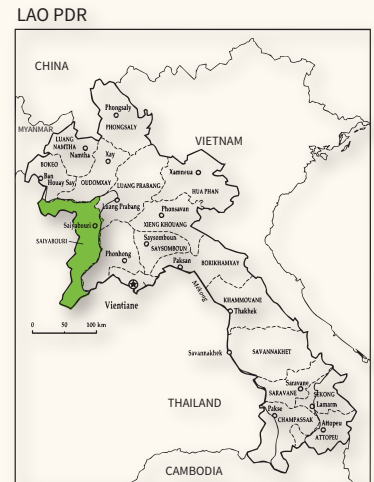 LAO PDR
CHINA
Phongsaly
PHONGSALY
MYANMAR
LUANG
NAMTHA
Namtha
Xay
VIETNAM
BOKEO
Ban
Houay Say
OUDOMXAY
LUANG PRABANG
Xamneua
HUA PHAN
Luang Prabang
Phonsavan
XIENG KHOUANG
Saiyabouri
SAIYABOURI
Saysomboun
SAYSOMBOUN
Phonhong
Paksan
BORIKHAMXAY
Vientiane
Mekong
KHAMMOUANE
Thakhek
0 50 100 km
Savannakhek
SAVANNAKHET
THAILAND
Saravane
SARAVANE
SEKONG
Lamarm
Pakse
CHAMPASSAK
Attopeu
ATTOPEU
CAMBODIA